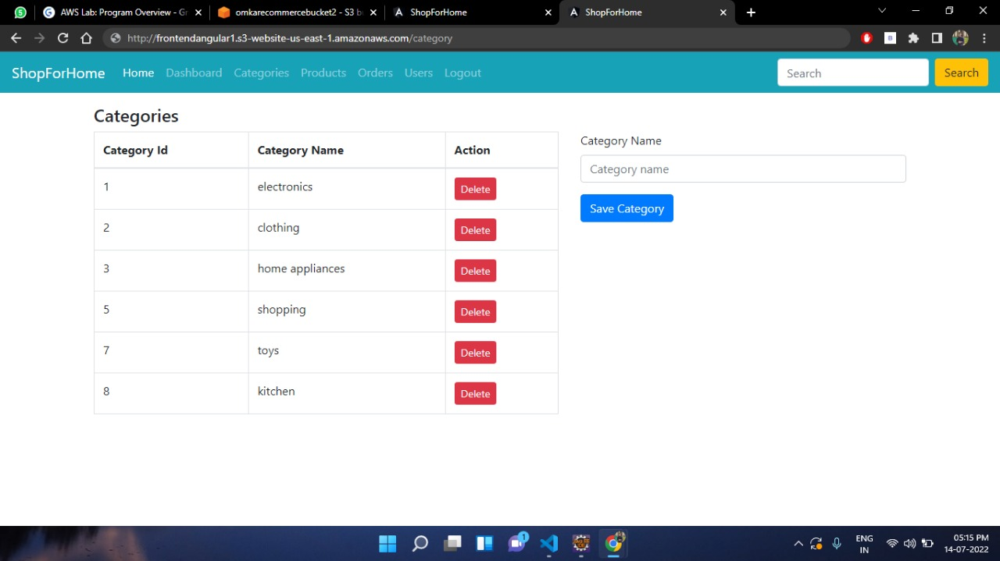 5 AWS Lab: Program Overview - Gr omkarecommercebucket2 - S3 b ShopForHome ShopForHome
http://frontendangular1.s3-website-us-east-1.amazonaws.com/category
ShopForHome Home Dashboard Categories Products Orders Users Logout Search Search
Categories
Category Id Category Name Action
1 electronics Delete
2 clothing Delete
3 home appliances Delete
5 shopping Delete
7 toys Delete
8 kitchen Delete
Category Name
Category name
Save Category
1
ENG
IN
05:15 PM
14-07-2022